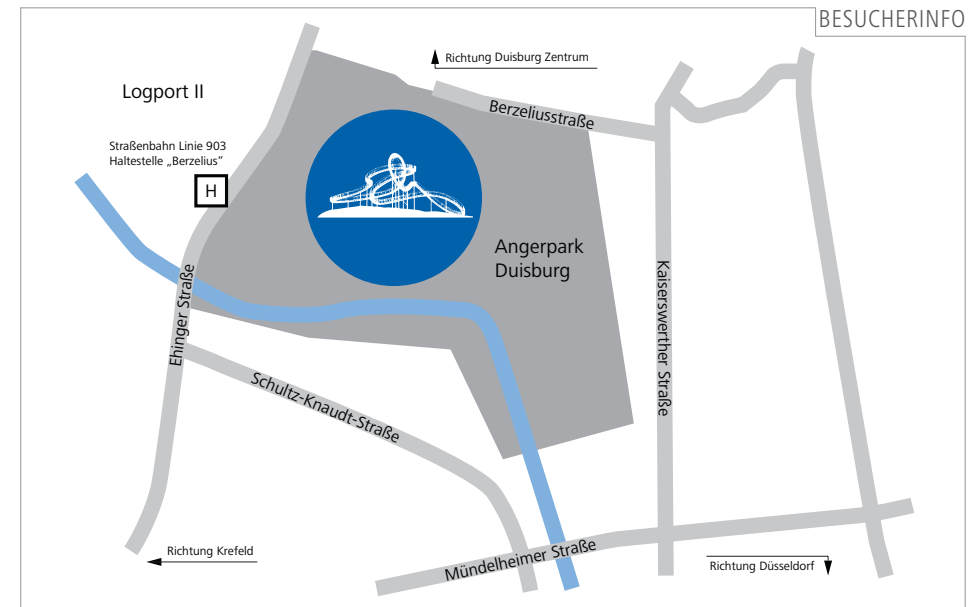 BESUCHERINFO
Richtung Duisburg Zentrum
Logport II
Berzeliusstraße
Straßenbahn Linie 903
Haltestelle „Berzelius”
H
Angerpark
Duisburg
Ehinger Straße
Kaiserswerther Straße
Schultz-Knaudt-Straße
Richtung Krefeld
Mündelheimer Straße
Richtung Düsseldorf